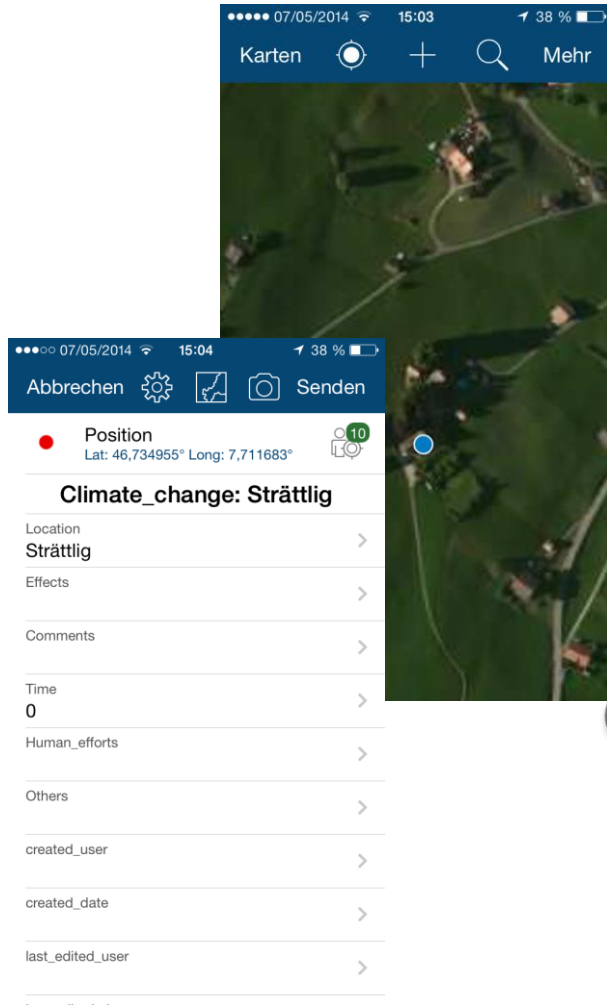 07/05/2014 15:03 38 %
Karten Mehr
07/05/2014 15:04 38 %
Abbrechen Senden
Position 10
Lat: 46,734955° Long: 7,711683°
Climate_change: Strättlig
Location
Strättlig
Effects
Comments
Time
0
Human_efforts
Others
created_user
created_date
last_edited_user